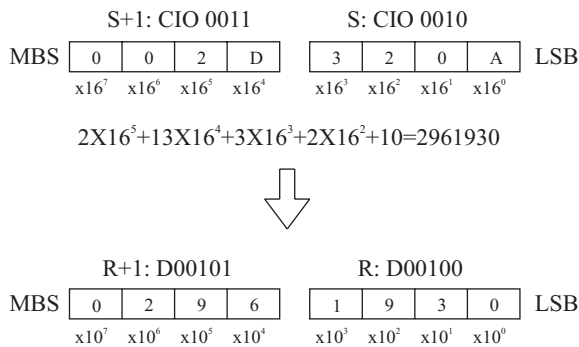 S+1: CIO 0011 S: CIO 0010
MBS 0 0 2 D 3 2 0 A LSB
x16⁷ x16⁶ x16⁵ x16⁴ x16³ x16² x16¹ x16⁰
2X16⁵+13X16⁴+3X16³+2X16²+10=2961930
R+1: D00101 R: D00100
MBS 0 2 9 6 1 9 3 0 LSB
x10⁷ x10⁶ x10⁵ x10⁴ x10³ x10² x10¹ x10⁰